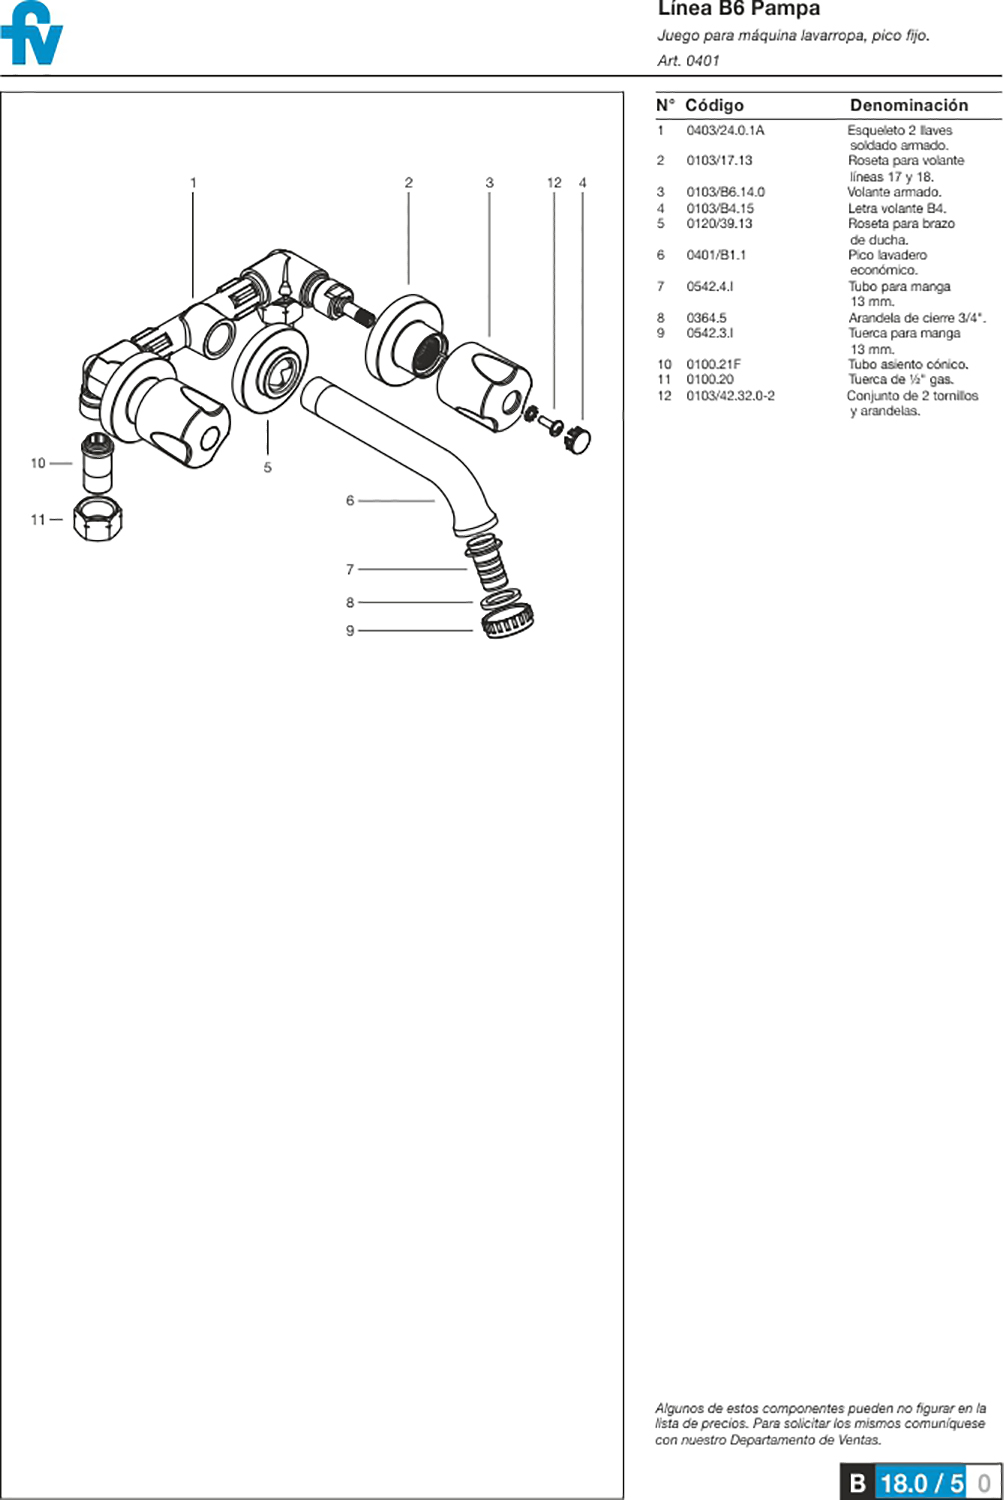 fv
Línea B6 Pampa
Juego para máquina lavarropa, pico fijo.
Art. 0401
N° Código Denominación
1 0403/24.0.1A Esqueleto 2 llaves
soldado armado.
2 0103/17.13 Roseta para volante
líneas 17 y 18.
3 0103/B6.14.0 Volante armado.
4 0103/B4.15 Letra volante B4.
5 0120/39.13 Roseta para brazo
de ducha.
6 0401/B1.1 Pico lavadero
económico.
7 0542.4.I Tubo para manga
13 mm.
8 0364.5 Arandela de cierre 3/4".
9 0542.3.I Tuerca para manga
13 mm.
10 0100.21F Tubo asiento cónico.
11 0100.20 Tuerca de ½" gas.
12 0103/42.32.0-2 Conjunto de 2 tornillos
y arandelas.
1 2 3 12 4
5
10
6
11
7
8
9
Algunos de estos componentes pueden no figurar en la
lista de precios. Para solicitar los mismos comuníquese
con nuestro Departamento de Ventas.
B 18.0 / 5 0